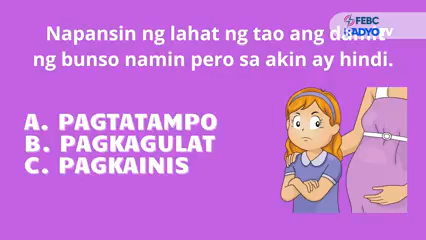 FEBC
RADYO TV
Napansin ng lahat ng tao ang damit
ng bunso namin pero sa akin ay hindi.
A. PAGTATAMPO
B. PAGKAGULAT
C. PAGKAINIS